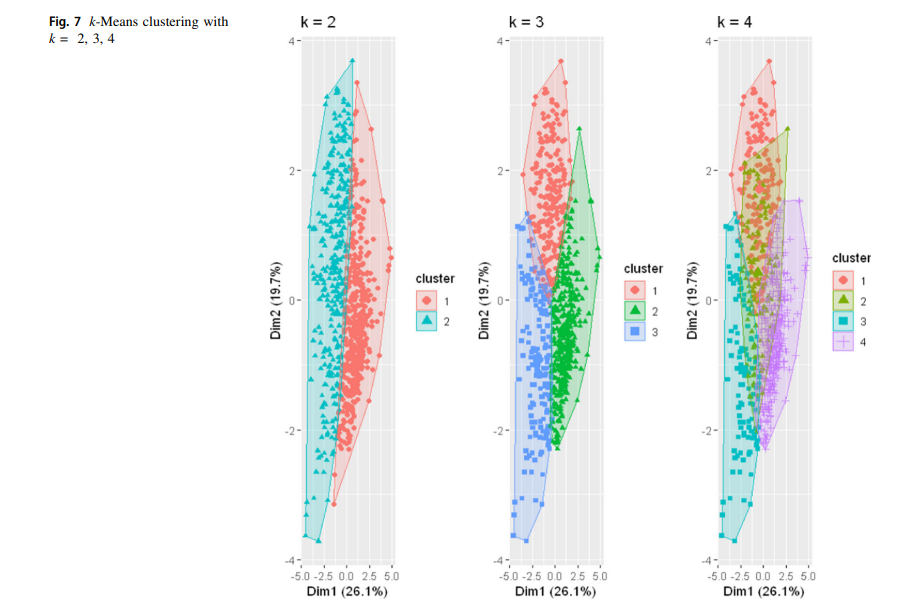 Fig. 7 k-Means clustering with
k = 2, 3, 4
k = 2
4
2
0
-2
-4
Dim2 (19.7%)
-5.0 -2.5 0.0 2.5 5.0
Dim1 (26.1%)
cluster
1
2
k = 3
4
2
0
-2
-4
Dim2 (19.7%)
-5.0 -2.5 0.0 2.5 5.0
Dim1 (26.1%)
cluster
1
2
3
k = 4
4
2
0
-2
-4
Dim2 (19.7%)
-5.0 -2.5 0.0 2.5 5.0
Dim1 (26.1%)
cluster
1
2
3
4